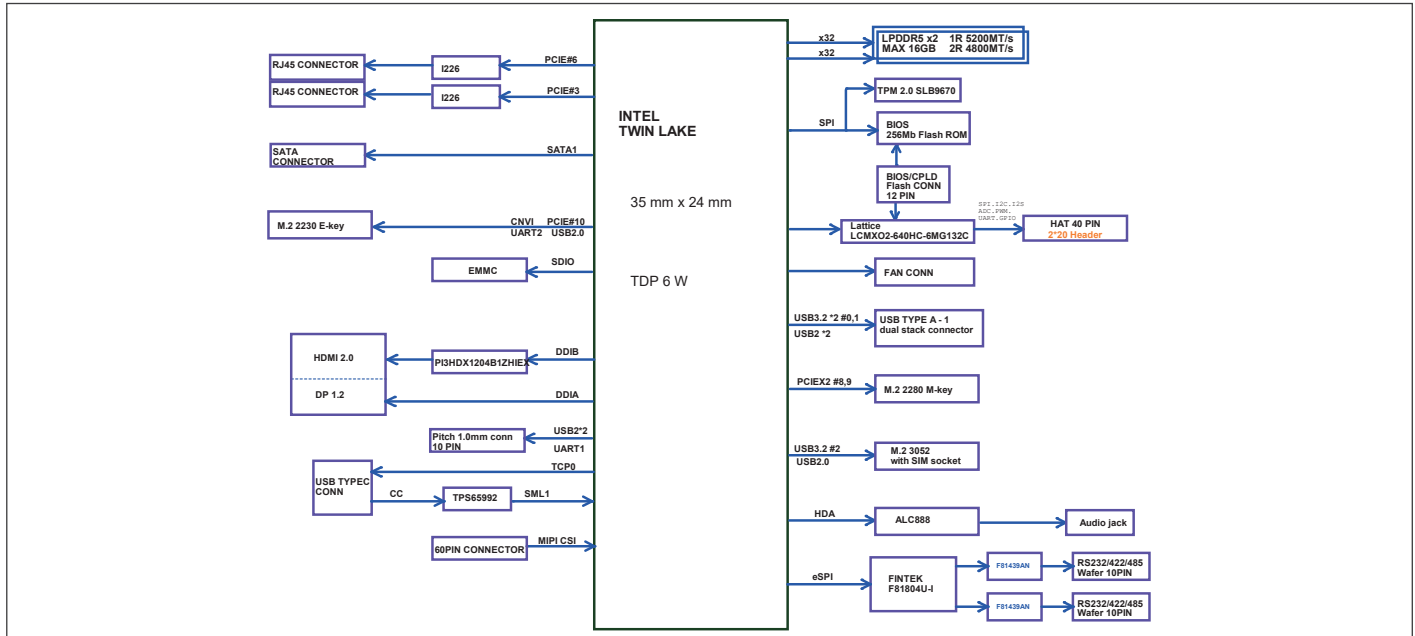 RJ45 CONNECTOR
I226
PCIE#6
RJ45 CONNECTOR
I226
PCIE#3
SATA
CONNECTOR
SATA1
M.2 2230 E-key
CNVI PCIE#10
UART2 USB2.0
EMMC
SDIO
HDMI 2.0
PI3HDX1204B1ZHIEX
DDIB
DP 1.2
DDIA
Pitch 1.0mm conn
10 PIN
USB2*2
UART1
USB TYPEC
CONN
TCP0
CC
TPS65992
SML1
60PIN CONNECTOR
MIPI CSI
INTEL
TWIN LAKE
35 mm x 24 mm
TDP 6 W
x32
x32
LPDDR5 x2 1R 5200MT/s
MAX 16GB 2R 4800MT/s
TPM 2.0 SLB9670
SPI
BIOS
256Mb Flash ROM
BIOS/CPLD
Flash CONN
12 PIN
Lattice
LCMXO2-640HC-6MG132C
SPI.I2C.I2S
ADC.PWM.
UART.GPIO
HAT 40 PIN
2*20 Header
FAN CONN
USB3.2 *2 #0,1
USB2 *2
USB TYPE A - 1
dual stack connector
PCIEX2 #8,9
M.2 2280 M-key
USB3.2 #2
USB2.0
M.2 3052
with SIM socket
HDA
ALC888
Audio jack
eSPI
FINTEK
F81804U-I
F81439AN
RS232/422/485
Wafer 10PIN
F81439AN
RS232/422/485
Wafer 10PIN